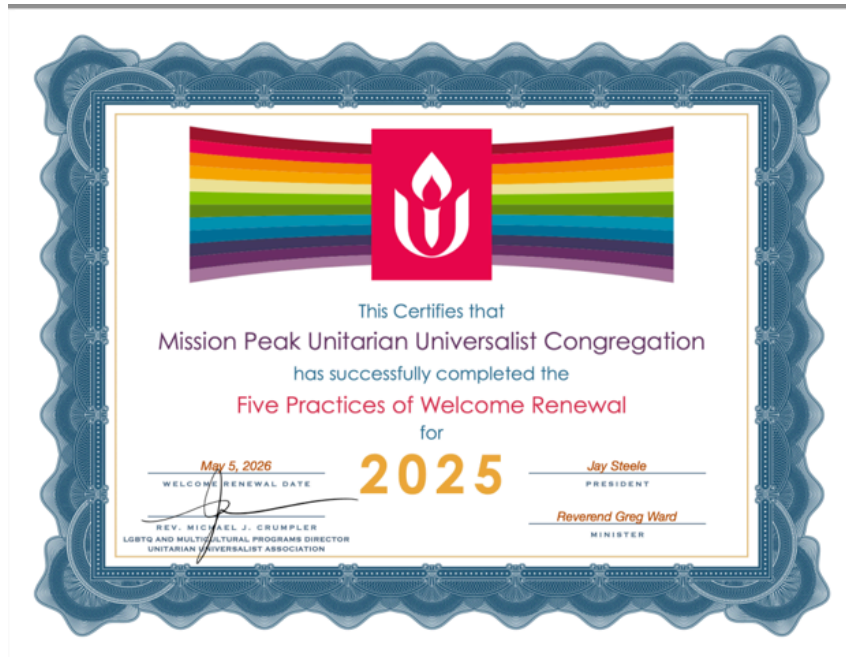 This Certifies that
Mission Peak Unitarian Universalist Congregation
has successfully completed the
Five Practices of Welcome Renewal
for
2025
May 5, 2026
WELCOME RENEWAL DATE
REV. MICHAEL J. CRUMPLER
LGBTQ AND MULTICULTURAL PROGRAMS DIRECTOR
UNITARIAN UNIVERSALIST ASSOCIATION
Jay Steele
PRESIDENT
Reverend Greg Ward
MINISTER